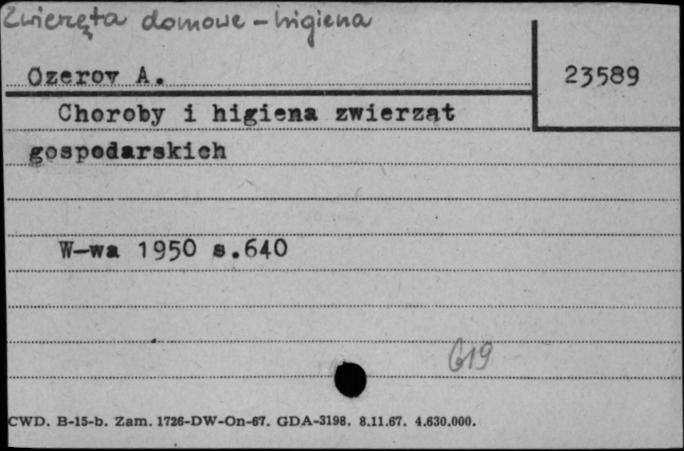 Zwierzęta domowe - higiena
Ozerov A.
23589
Choroby i higiena zwierząt
gospodarskich
W-wa 1950 s.640
619
CWD. B-15-b. Zam. 1726-DW-On-67. GDA-3198. 8.11.67. 4.630.000.